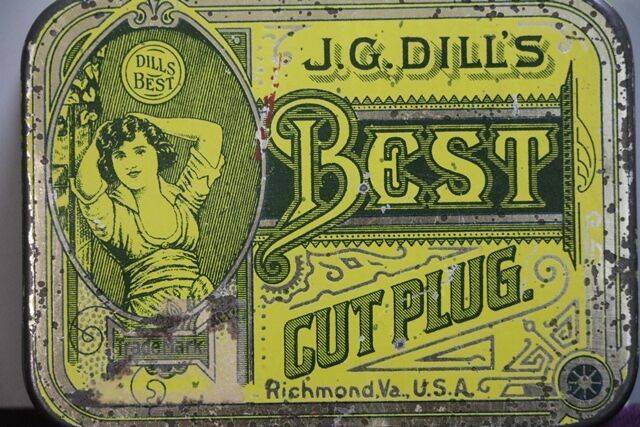 DILLS
BEST
J.G. DILL'S
BEST
CUT PLUG.
Trade Mark
Richmond, Va., U.S.A.